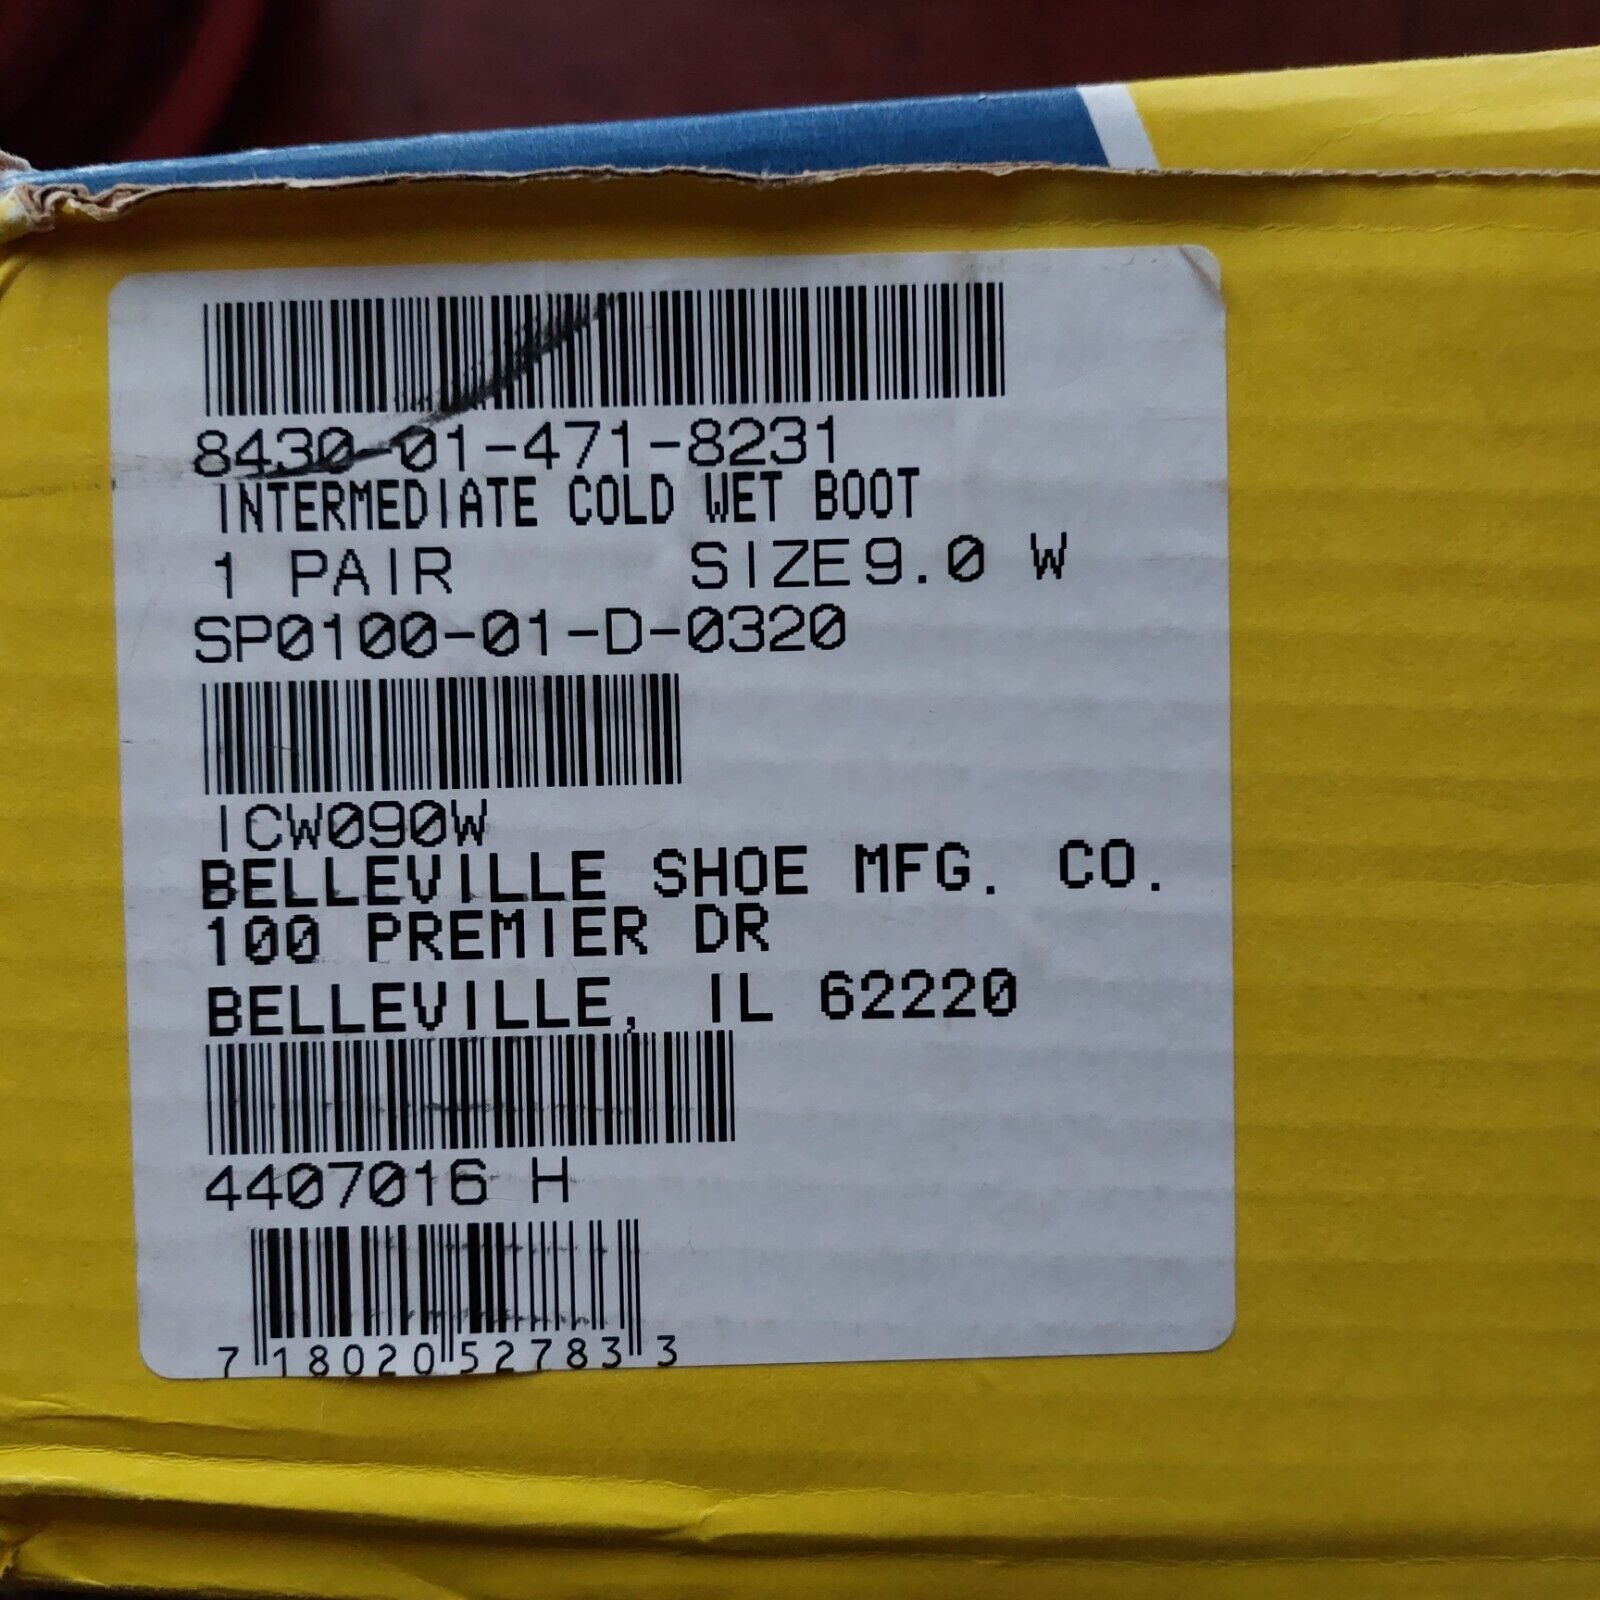 8430-01-471-8231
INTERMEDIATE COLD WET BOOT
1 PAIR SIZE9.0 W
SP0100-01-D-0320
ICW090W
BELLEVILLE SHOE MFG. CO.
100 PREMIER DR
BELLEVILLE, IL 62220
4407016 H
7 18020 52783 3